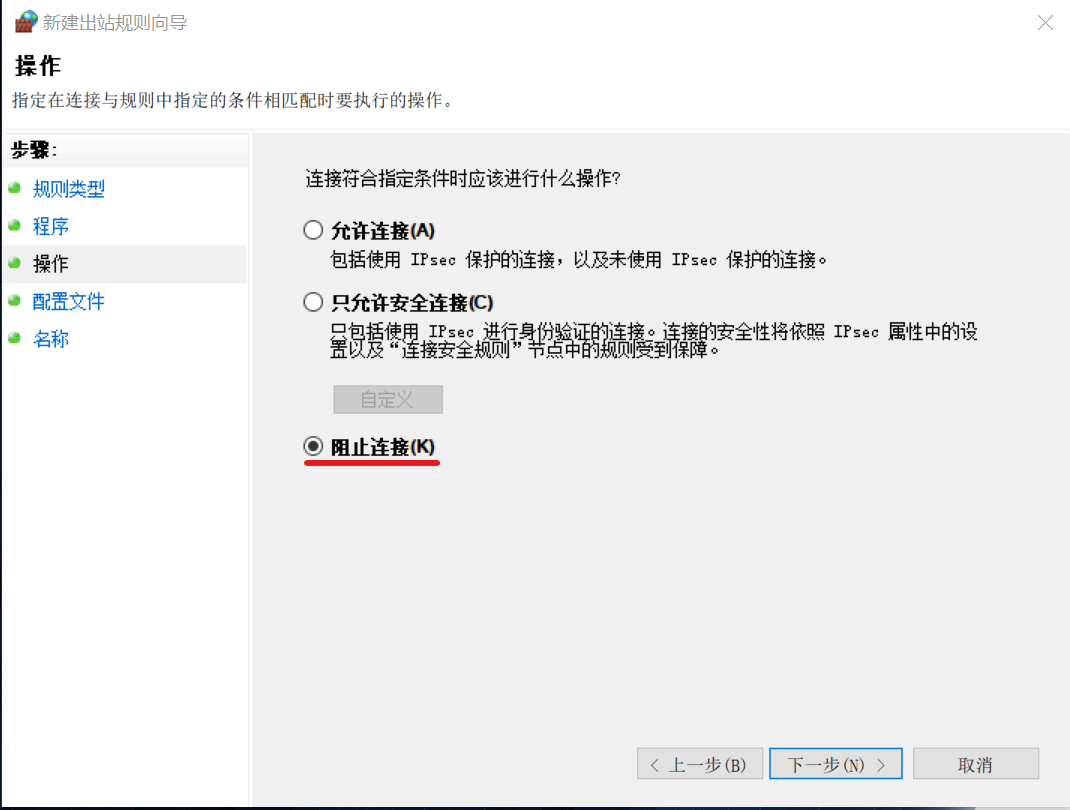 新建出站规则向导
操作
指定在连接与规则中指定的条件相匹配时要执行的操作。
步骤:
规则类型
程序
操作
配置文件
名称
连接符合指定条件时应该进行什么操作?
允许连接(A)
包括使用 IPsec 保护的连接，以及未使用 IPsec 保护的连接。
只允许安全连接(C)
只包括使用 IPsec 进行身份验证的连接。连接的安全性将依照 IPsec 属性中的设
置以及“连接安全规则”节点中的规则受到保障。
自定义
阻止连接(K)
< 上一步(B)
下一步(N) >
取消